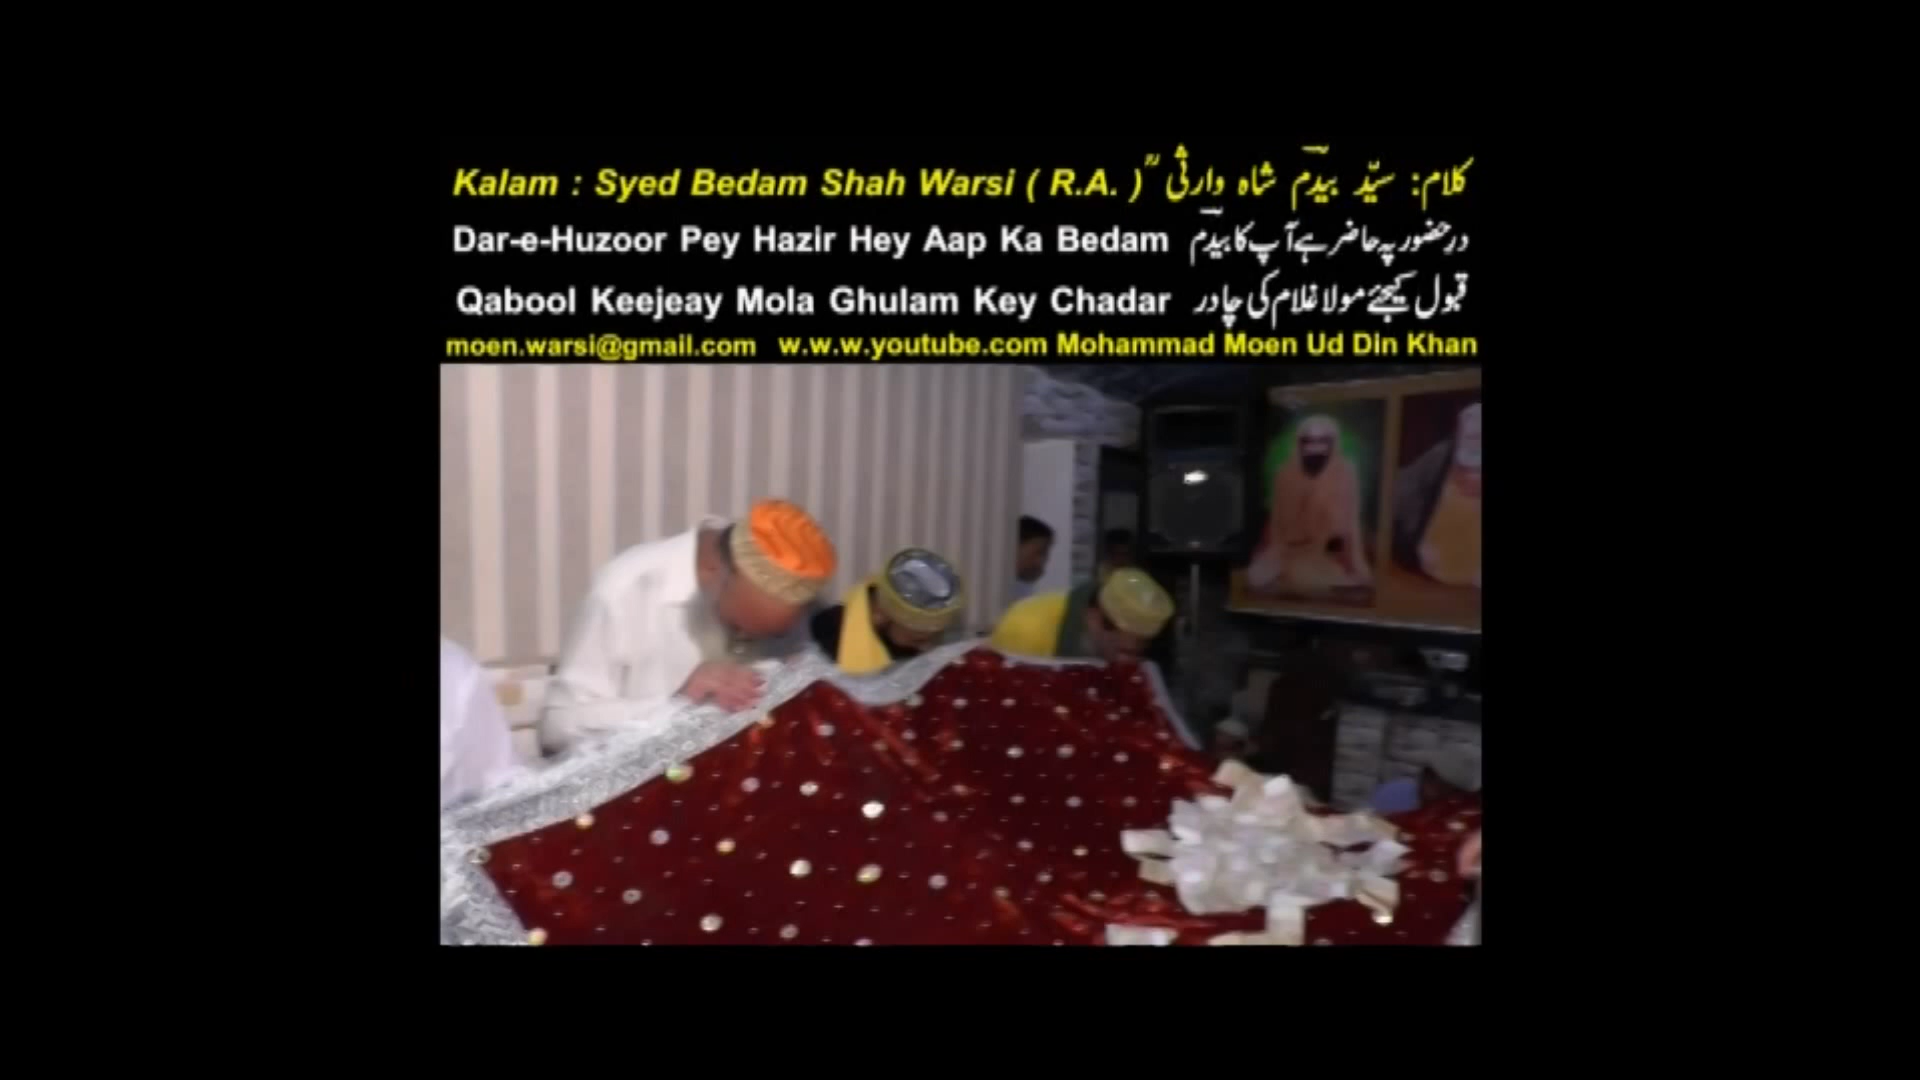 Kalam : Syed Bedam Shah Warsi ( R.A. ) کلام: سیّد بیدؔم شاہ وارثیؒ
Dar-e-Huzoor Pey Hazir Hey Aap Ka Bedam درِ حضور پہ حاضر ہے آپ کا بیدؔم
Qabool Keejeay Mola Ghulam Key Chadar قبول کیجئے مولا غلام کی چادر
moen.warsi@gmail.com w.w.w.youtube.com Mohammad Moen Ud Din Khan